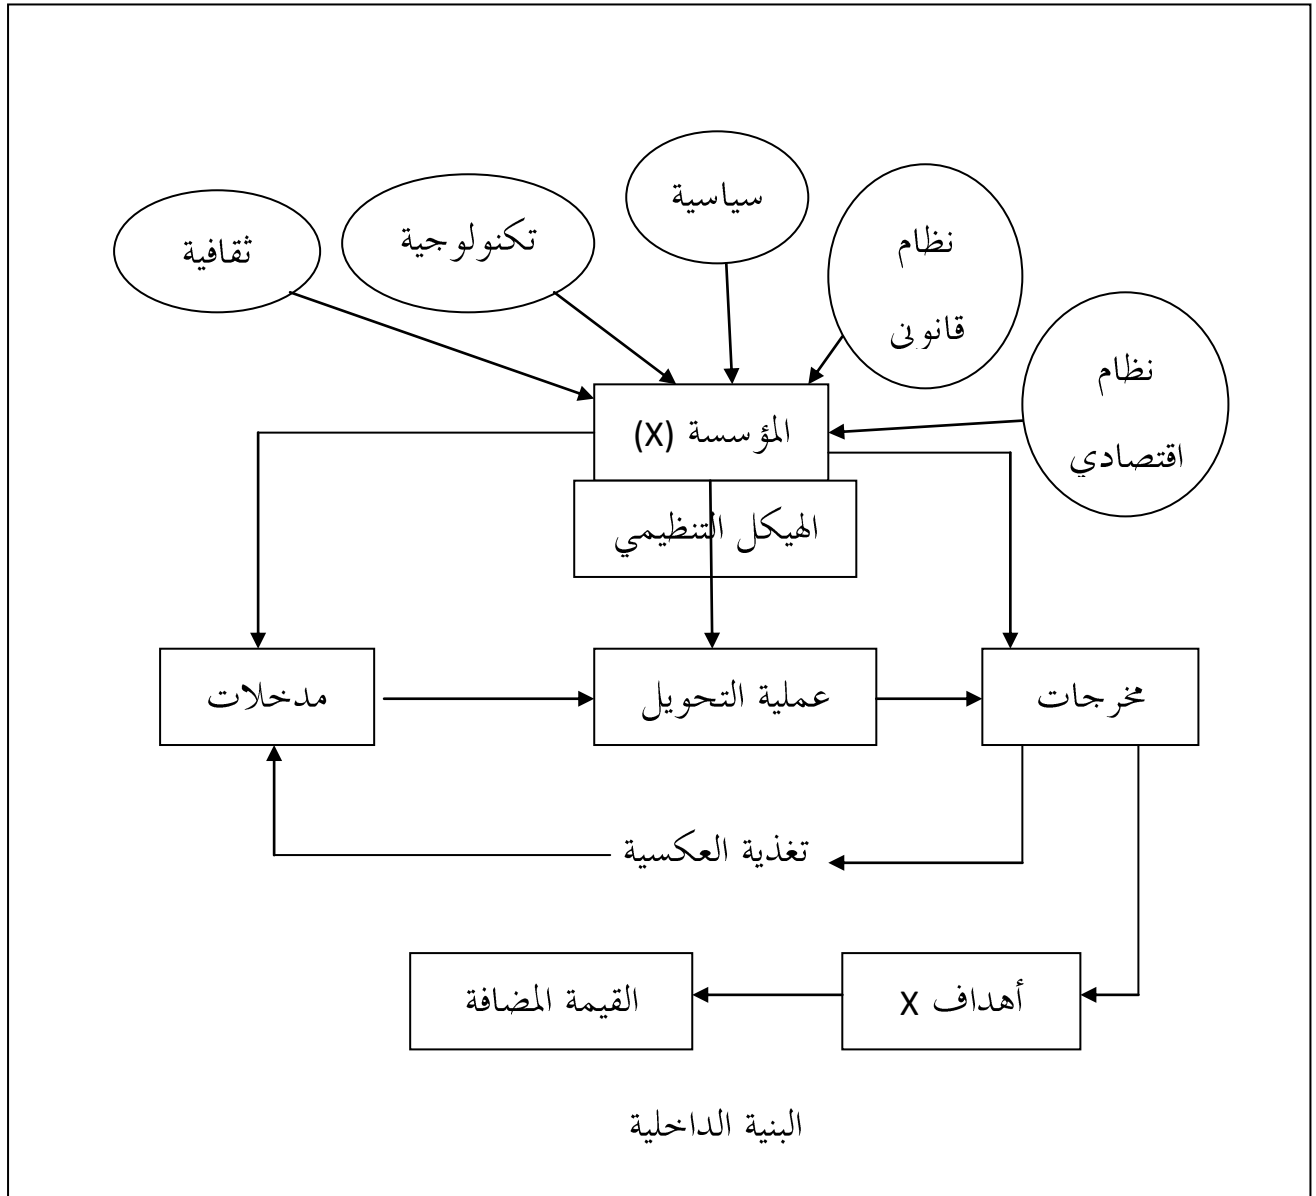 سياسية
نظام
قانونى
تكنولوجية
ثقافية
نظام
اقتصادي
المؤسسة (X)
الهيكل التنظيمي
مخرجات
عملية التحويل
مدخلات
تغذية العكسية
أهداف X
القيمة المضافة
البنية الداخلية